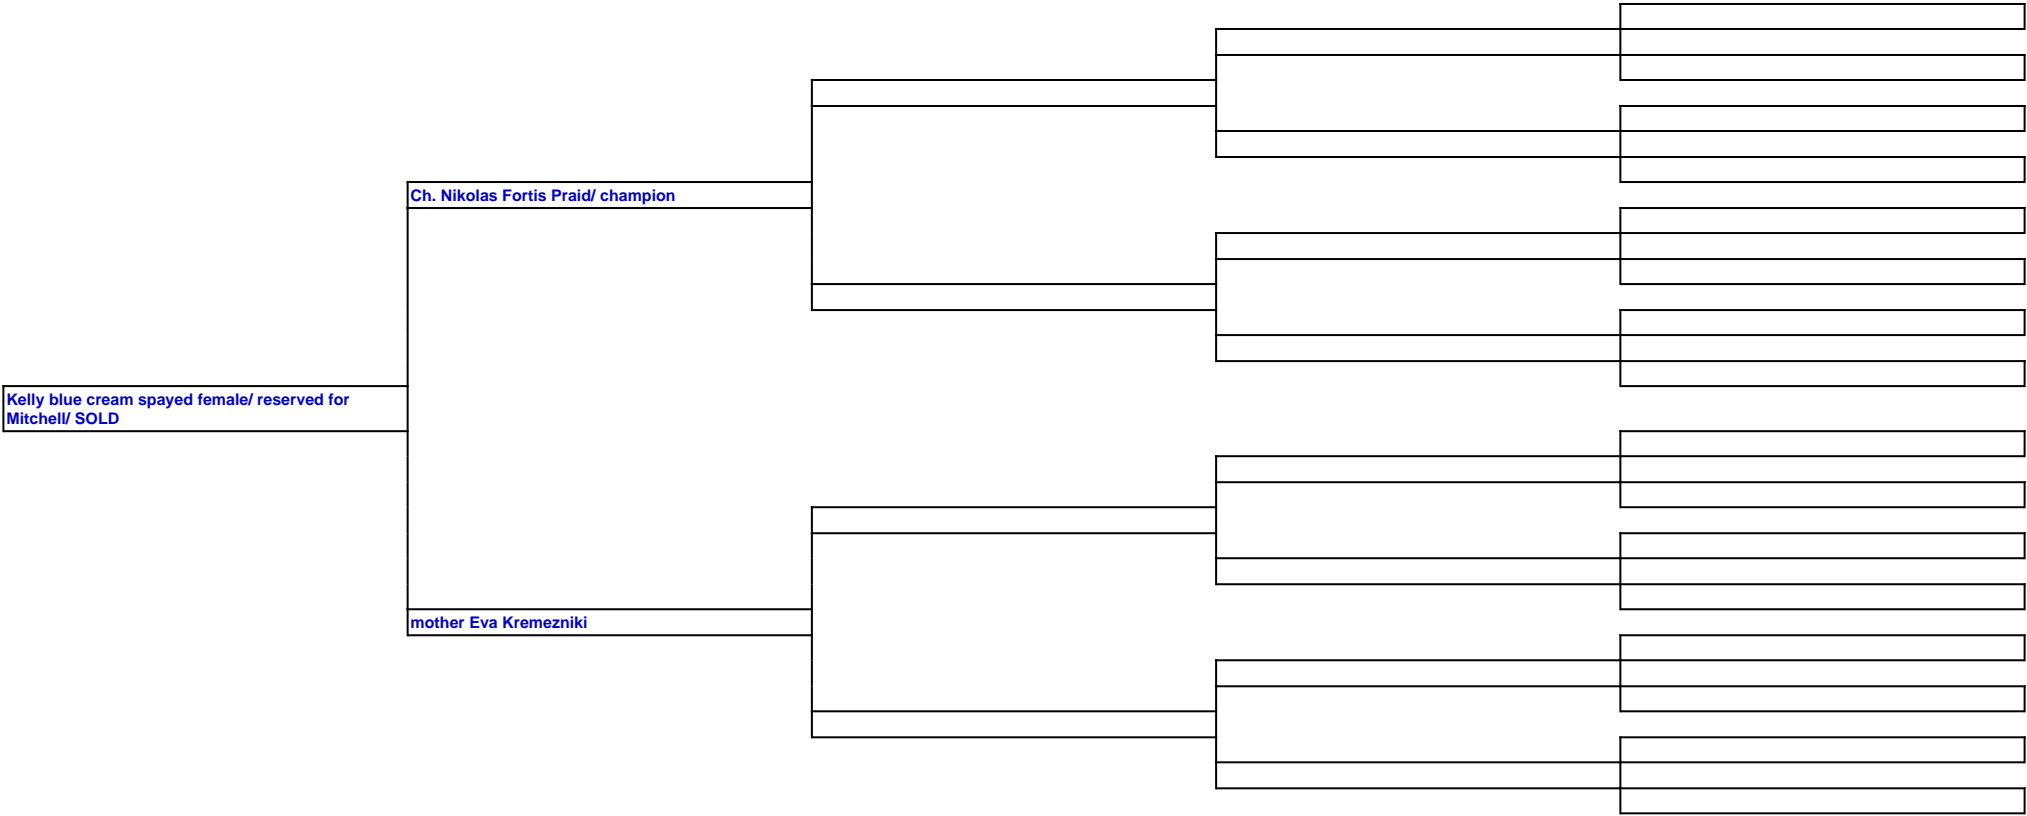 Ch. Nikolas Fortis Praid/ champion
Kelly blue cream spayed female/ reserved for
Mitchell/ SOLD
mother Eva Kremezniki